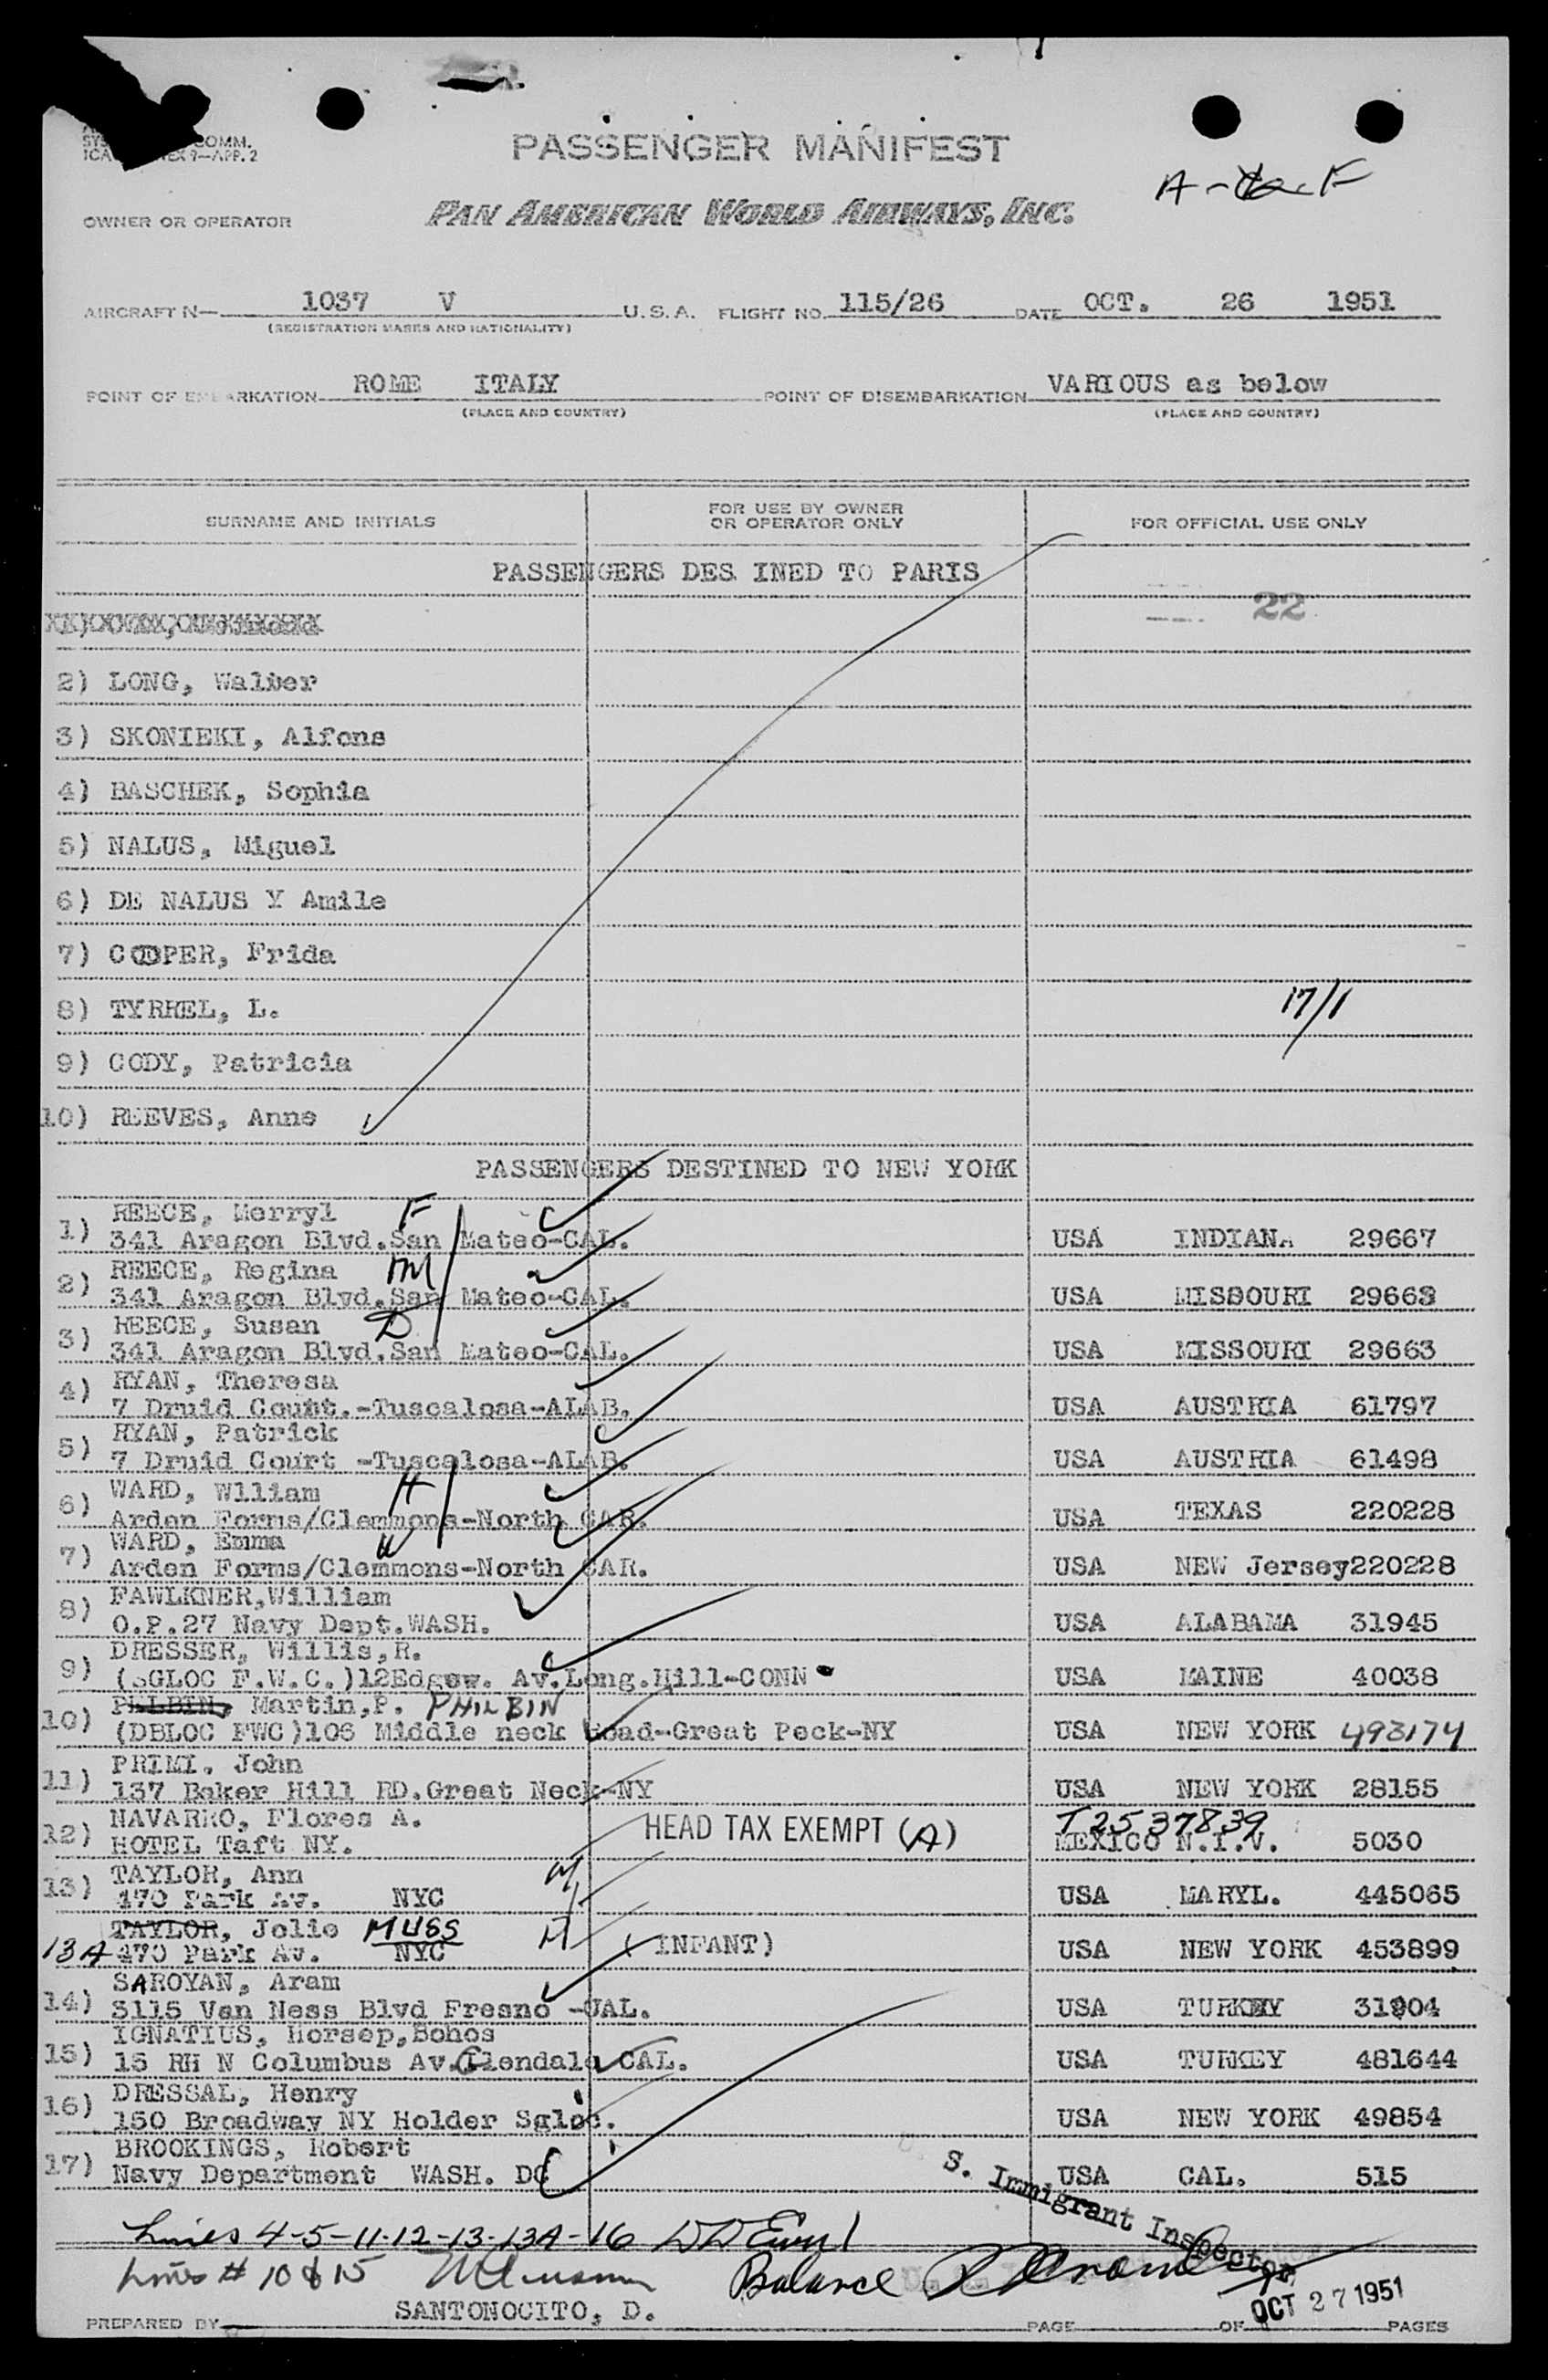 COMM.
ICA EX 9—APP. 2
PASSENGER MANIFEST
A - to F
OWNER OR OPERATOR
PAN AMERICAN WORLD AIRWAYS, INC.
AIRCRAFT N— 1037 V U.S.A. FLIGHT NO. 115/26 DATE OCT. 26 1951
(REGISTRATION MARKS AND NATIONALITY)
POINT OF EMBARKATION ROME ITALY POINT OF DISEMBARKATION VARIOUS as below
(PLACE AND COUNTRY) (PLACE AND COUNTRY)
SURNAME AND INITIALS FOR USE BY OWNER OR OPERATOR ONLY FOR OFFICIAL USE ONLY
PASSENGERS DES INED TO PARIS
22
2) LONG, Walter
3) SKONIEKI, Alfons
4) BASCHEK, Sophia
5) NALUS, Miguel
6) DE NALUS Y Amile
7) COOPER, Frida
8) TYRREL, L.
17/1
9) CODY, Patricia
10) REEVES, Anne
PASSENGERS DESTINED TO NEW YORK
REECE, Merryl F
1) 341 Aragon Blvd.San Mateo-CAL. USA INDIANA 29667
REECE, Regina M
2) 341 Aragon Blvd.San Mateo-CAL. USA MISSOURI 29663
REECE, Susan D
3) 341 Aragon Blvd.San Mateo-CAL. USA MISSOURI 29663
RYAN, Theresa
4) 7 Druid Count.-Tuscalosa-ALAB. USA AUSTRIA 61797
RYAN, Patrick
5) 7 Druid Court -Tuscalosa-ALAB. USA AUSTRIA 61498
WARD, Wlliam H
6) Arden Forms/Clemmons-North CAR. USA TEXAS 220228
WARD, Emma W
7) Arden Forms/Clemmons-North CAR. USA NEW Jersey220228
FAWLKNER,William
8) O.P.27 Navy Dept.WASH. USA ALABAMA 31945
DRESSER, Willis,R.
9) (SGLOC F.W.C.)12Edgew. Av.Long.Hill-CONN USA MAINE 40038
Martin,P. PHILBIN
10) (DBLOC FWC)106 Middle neck Road-Great Peck-NY USA NEW YORK 493174
PRIMI. John
11) 137 Baker Hill RD.Great Neck-NY USA NEW YORK 28155
NAVARRO, Flores A. T2537839
12) HOTEL Taft NY. HEAD TAX EXEMPT (A) MEXICO N.I.V. 5030
TAYLOR, Ann M
13) 470 Park Av. NYC USA MARYL. 445065
TAYLOR, Jolie MUSS
13A 470 Park Av. NYC (INFANT) USA NEW YORK 453899
SAROYAN, Aram
14) 3115 Van Ness Blvd Fresno -CAL. USA TURKEY 31904
IGNATIUS, Horsep,Bohos
15) 15 RH N Columbus Av.Glendale CAL. USA TURKEY 481644
DRESSAL, Henry
16) 150 Broadway NY Holder Sgloc. USA NEW YORK 49854
BROOKINGS, Robert
17) Navy Department WASH. DC USA CAL. 515
S. Immigrant Inspector
Lines 4-5-11-12-13-13A-16
Lines # 10 & 15 Balance
OCT 27 1951
SANTONOCITO, D.
PREPARED BY PAGE OF PAGES